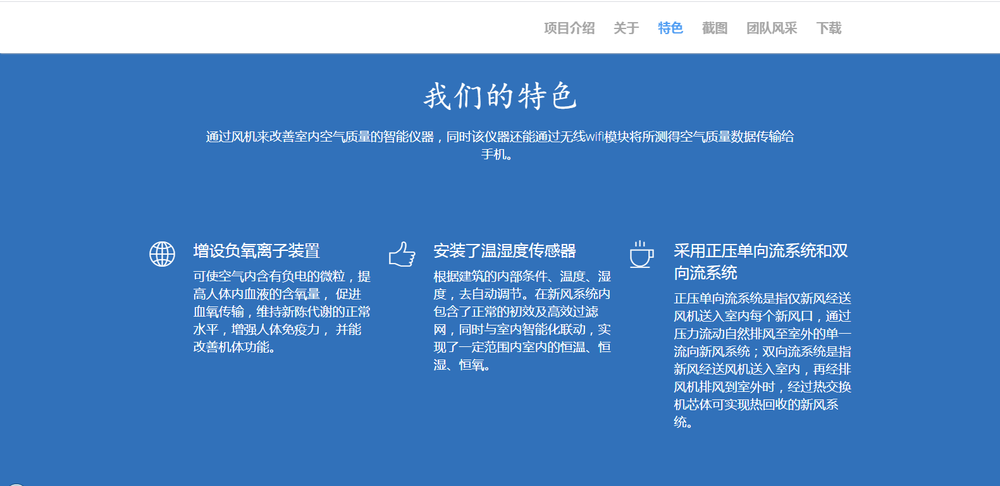 项目介绍 关于 特色 截图 团队风采 下载
我们的特色
通过风机来改善室内空气质量的智能仪器，同时该仪器还能通过无线wifi模块将所测得空气质量数据传输给
手机。
增设负氧离子装置
可使空气内含有负电的微粒，提
高人体内血液的含氧量， 促进
血氧传输，维持新陈代谢的正常
水平，增强人体免疫力， 并能
改善机体功能。
安装了温湿度传感器
根据建筑的内部条件、温度、湿
度，去自动调节。在新风系统内
包含了正常的初效及高效过滤
网，同时与室内智能化联动，实
现了一定范围内室内的恒温、恒
湿、恒氧。
采用正压单向流系统和双
向流系统
正压单向流系统是指仅新风经送
风机送入室内每个新风口，通过
压力流动自然排风至室外的单一
流向新风系统；双向流系统是指
新风经送风机送入室内，再经排
风机排风到室外时，经过热交换
机芯体可实现热回收的新风系
统。